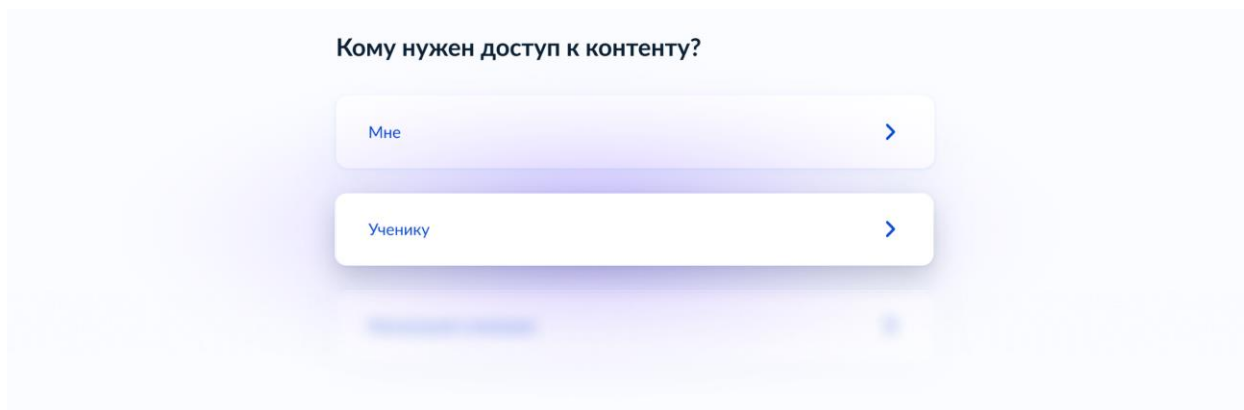 Кому нужен доступ к контенту?
Мне
Ученику